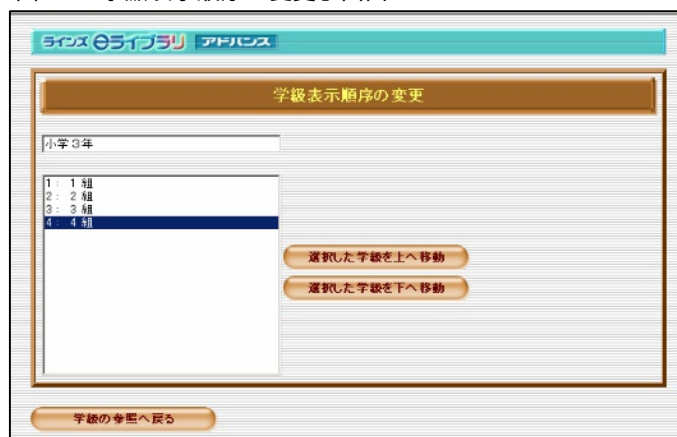 ラインズ eライブラリ アドバンス
学級表示順序の変更
小学3年
1: 1組
2: 2組
3: 3組
4: 4組
選択した学級を上へ移動
選択した学級を下へ移動
学級の参照へ戻る